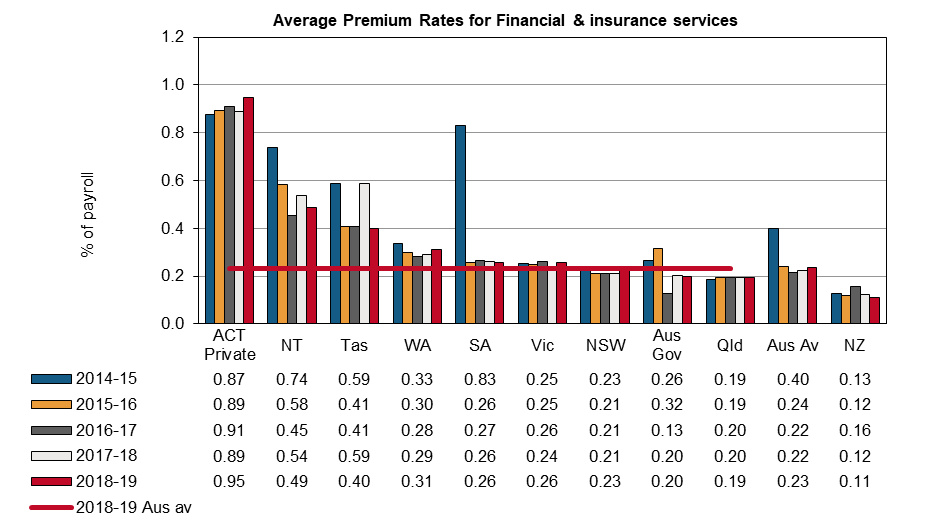 Average Premium Rates for Financial & insurance services
1.2
1.0
0.8
0.6
0.4
0.2
0.0
% of payroll
ACT Private NT Tas WA SA Vic NSW Aus Gov Qld Aus Av NZ
2014-15 0.87 0.74 0.59 0.33 0.83 0.25 0.23 0.26 0.19 0.40 0.13
2015-16 0.89 0.58 0.41 0.30 0.26 0.25 0.21 0.32 0.19 0.24 0.12
2016-17 0.91 0.45 0.41 0.28 0.27 0.26 0.21 0.13 0.20 0.22 0.16
2017-18 0.89 0.54 0.59 0.29 0.26 0.24 0.21 0.20 0.20 0.22 0.12
2018-19 0.95 0.49 0.40 0.31 0.26 0.26 0.23 0.20 0.19 0.23 0.11
2018-19 Aus av